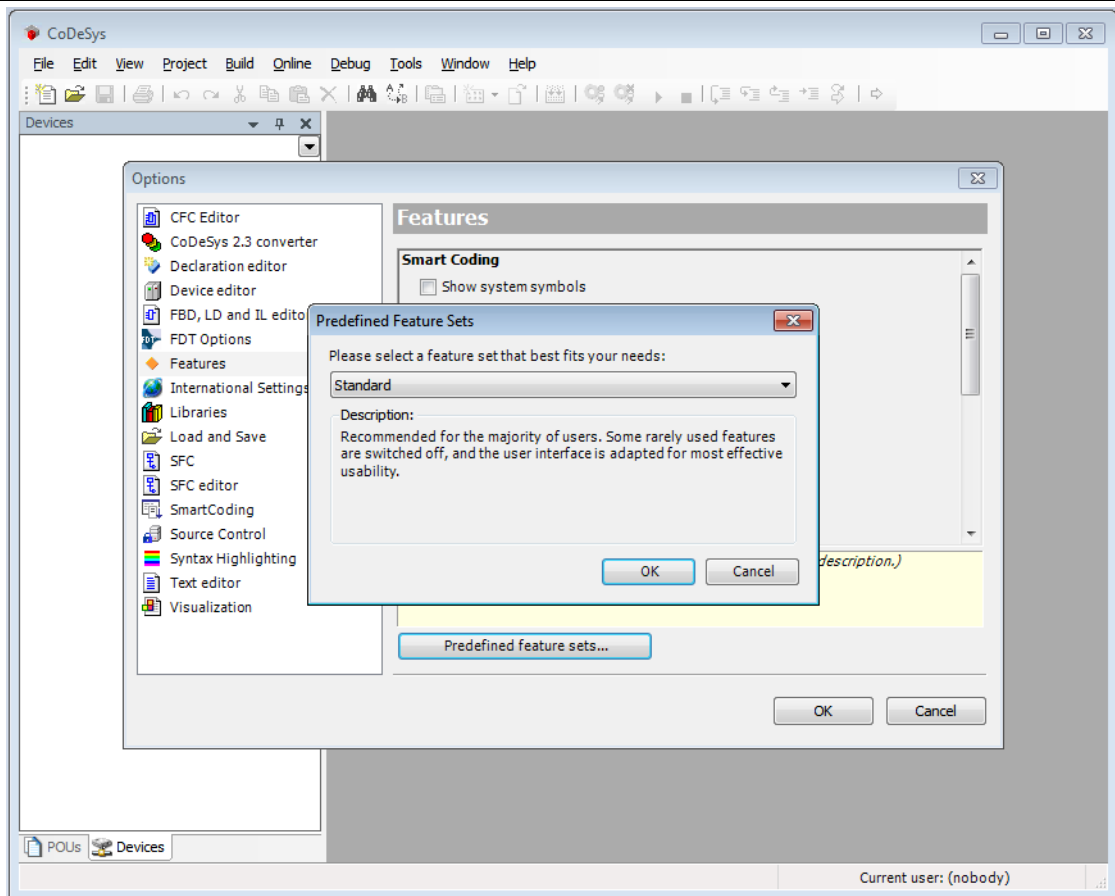 CoDeSys
File Edit View Project Build Online Debug Tools Window Help
Devices
Options
CFC Editor
CoDeSys 2.3 converter
Declaration editor
Device editor
FBD, LD and IL edito
FDT Options
Features
International Settings
Libraries
Load and Save
SFC
SFC editor
SmartCoding
Source Control
Syntax Highlighting
Text editor
Visualization
Features
Smart Coding
Show system symbols
Predefined Feature Sets
Please select a feature set that best fits your needs:
Standard
Description:
Recommended for the majority of users. Some rarely used features
are switched off, and the user interface is adapted for most effective
usability.
OK Cancel
description.)
Predefined feature sets...
OK Cancel
POUs Devices
Current user: (nobody)